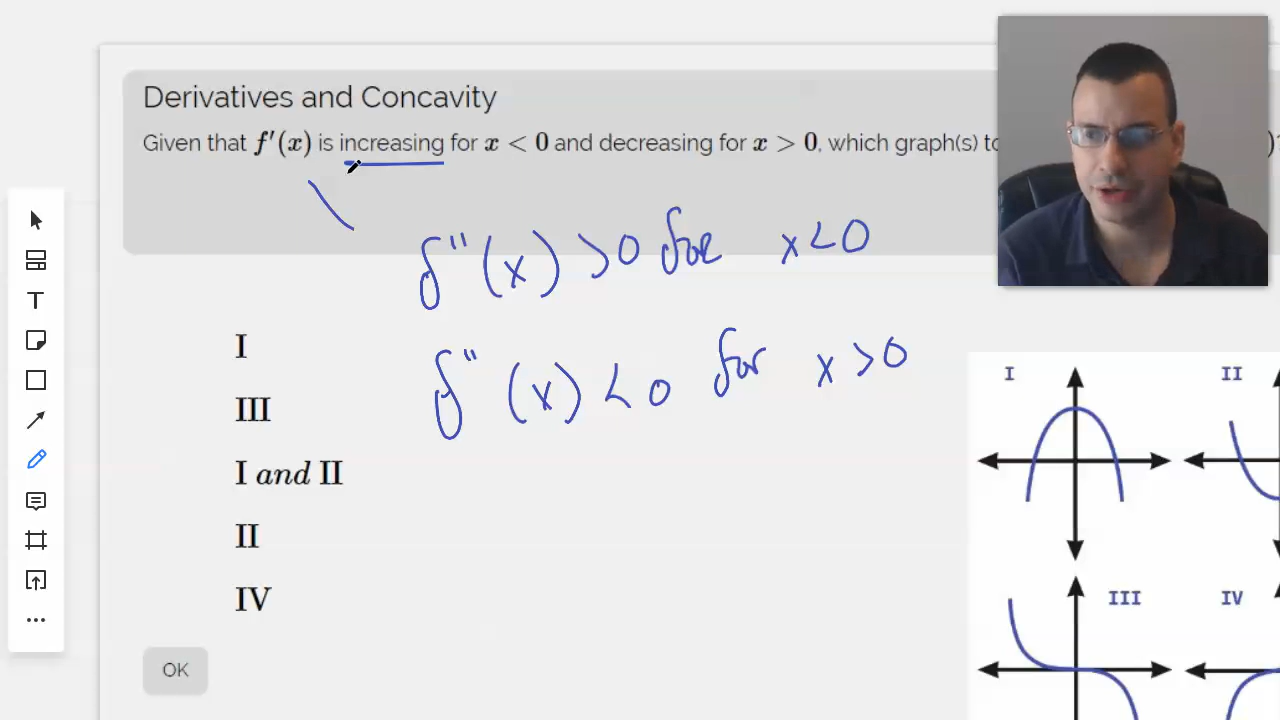 Derivatives and Concavity
Given that f′(x) is increasing for x < 0 and decreasing for x > 0, which graph(s) to
f''(x) >0 for x<0
f''(x) <0 for x>0
I
III
I and II
II
IV
OK
I
II
III
IV
T